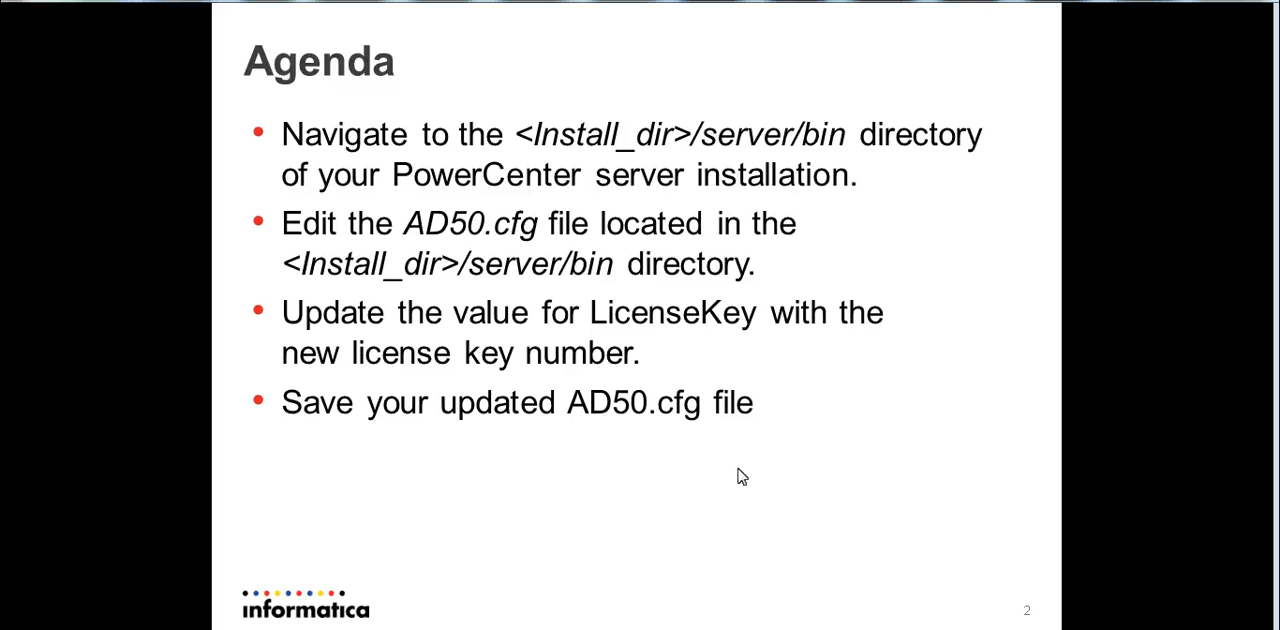 Agenda
• Navigate to the <Install_dir>/server/bin directory
of your PowerCenter server installation.
• Edit the AD50.cfg file located in the
<Install_dir>/server/bin directory.
• Update the value for LicenseKey with the
new license key number.
• Save your updated AD50.cfg file
informatica
2